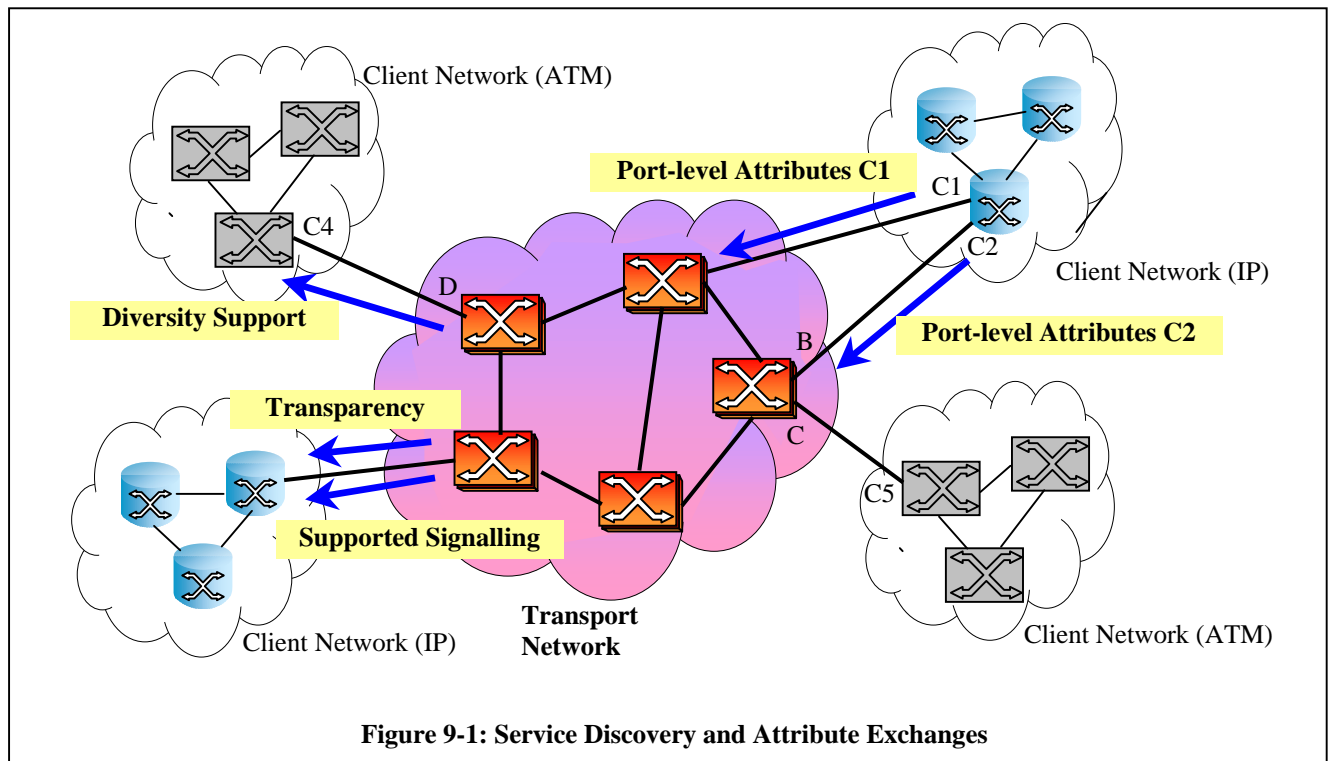 Client Network (ATM)
Port-level Attributes C1
C1
C4
C2
Client Network (IP)
D
Diversity Support
B
Port-level Attributes C2
Transparency
C
C5
Supported Signalling
Transport
Network
Client Network (IP)
Client Network (ATM)
Figure 9-1: Service Discovery and Attribute Exchanges